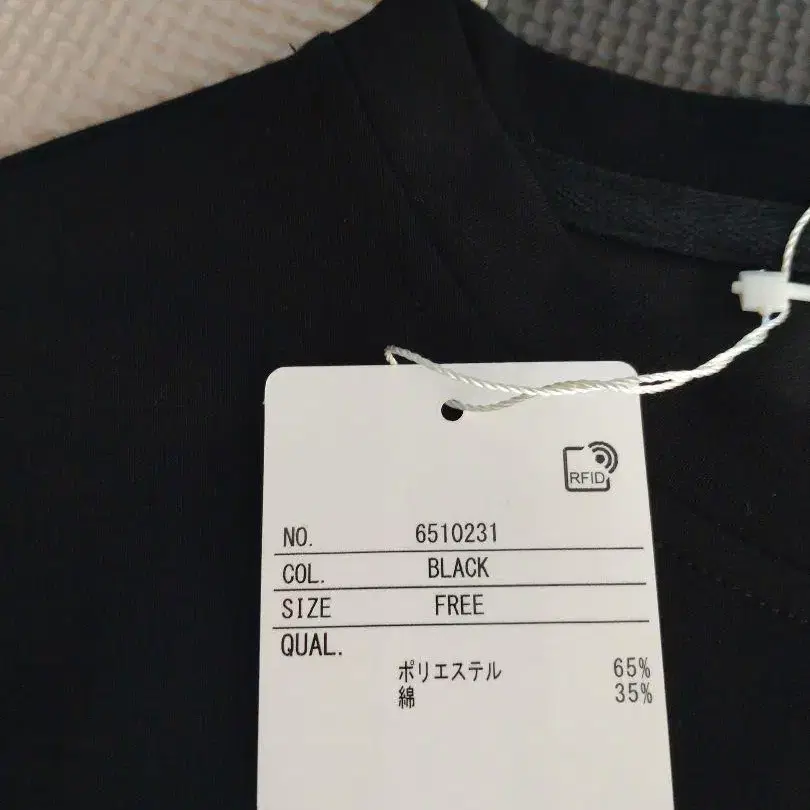 RFID
NO. 6510231
COL. BLACK
SIZE FREE
QUAL.
ポリエステル 65%
綿 35%